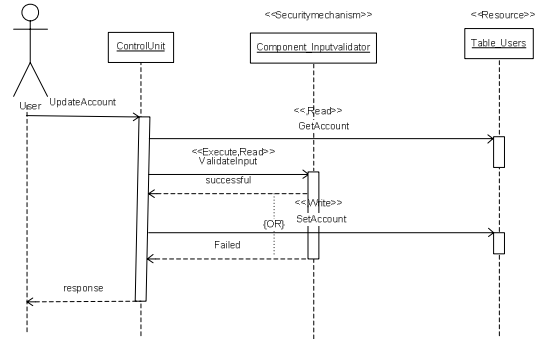 <<Securitymechanism>>
<<Resource>>
ControlUnit
Component_Inputvalidator
Table_Users
User
UpdateAccount
<<,Read>>
GetAccount
<<Execute,Read>>
ValidateInput
successful
<<Write>>
SetAccount
{OR}
Failed
response